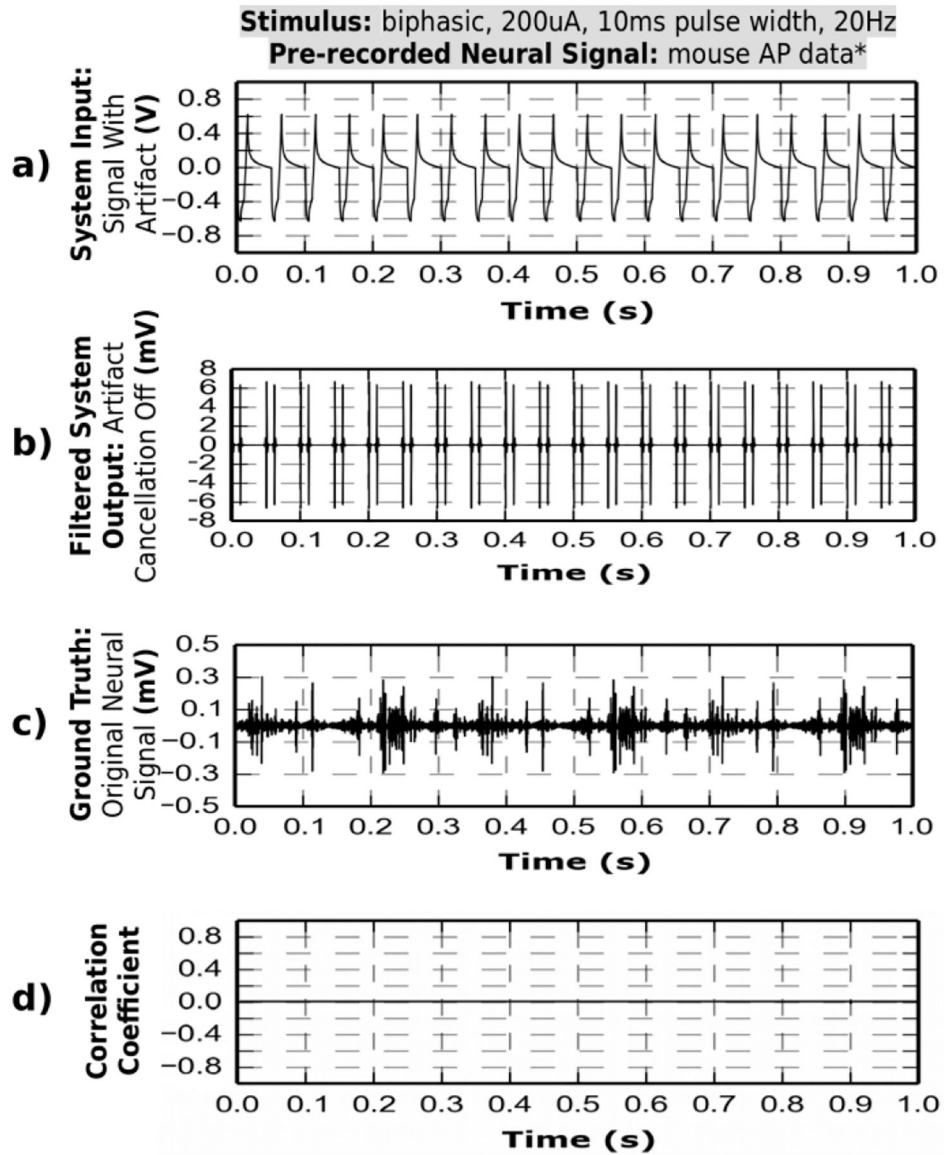 Stimulus: biphasic, 200uA, 10ms pulse width, 20Hz
Pre-recorded Neural Signal: mouse AP data*
a)
System Input:
Signal With
Artifact (V)
0.8
0.4
0.0
−0.4
−0.8
0.0 0.1 0.2 0.3 0.4 0.5 0.6 0.7 0.8 0.9 1.0
Time (s)
b)
Filtered System
Output: Artifact
Cancellation Off (mV)
8
6
4
2
0
-2
-4
-6
-8
0.0 0.1 0.2 0.3 0.4 0.5 0.6 0.7 0.8 0.9 1.0
Time (s)
c)
Ground Truth:
Original Neural
Signal (mV)
0.5
0.3
0.1
−0.1
−0.3
−0.5
0.0 0.1 0.2 0.3 0.4 0.5 0.6 0.7 0.8 0.9 1.0
Time (s)
d)
Correlation
Coefficient
0.8
0.4
0.0
−0.4
−0.8
0.0 0.1 0.2 0.3 0.4 0.5 0.6 0.7 0.8 0.9 1.0
Time (s)